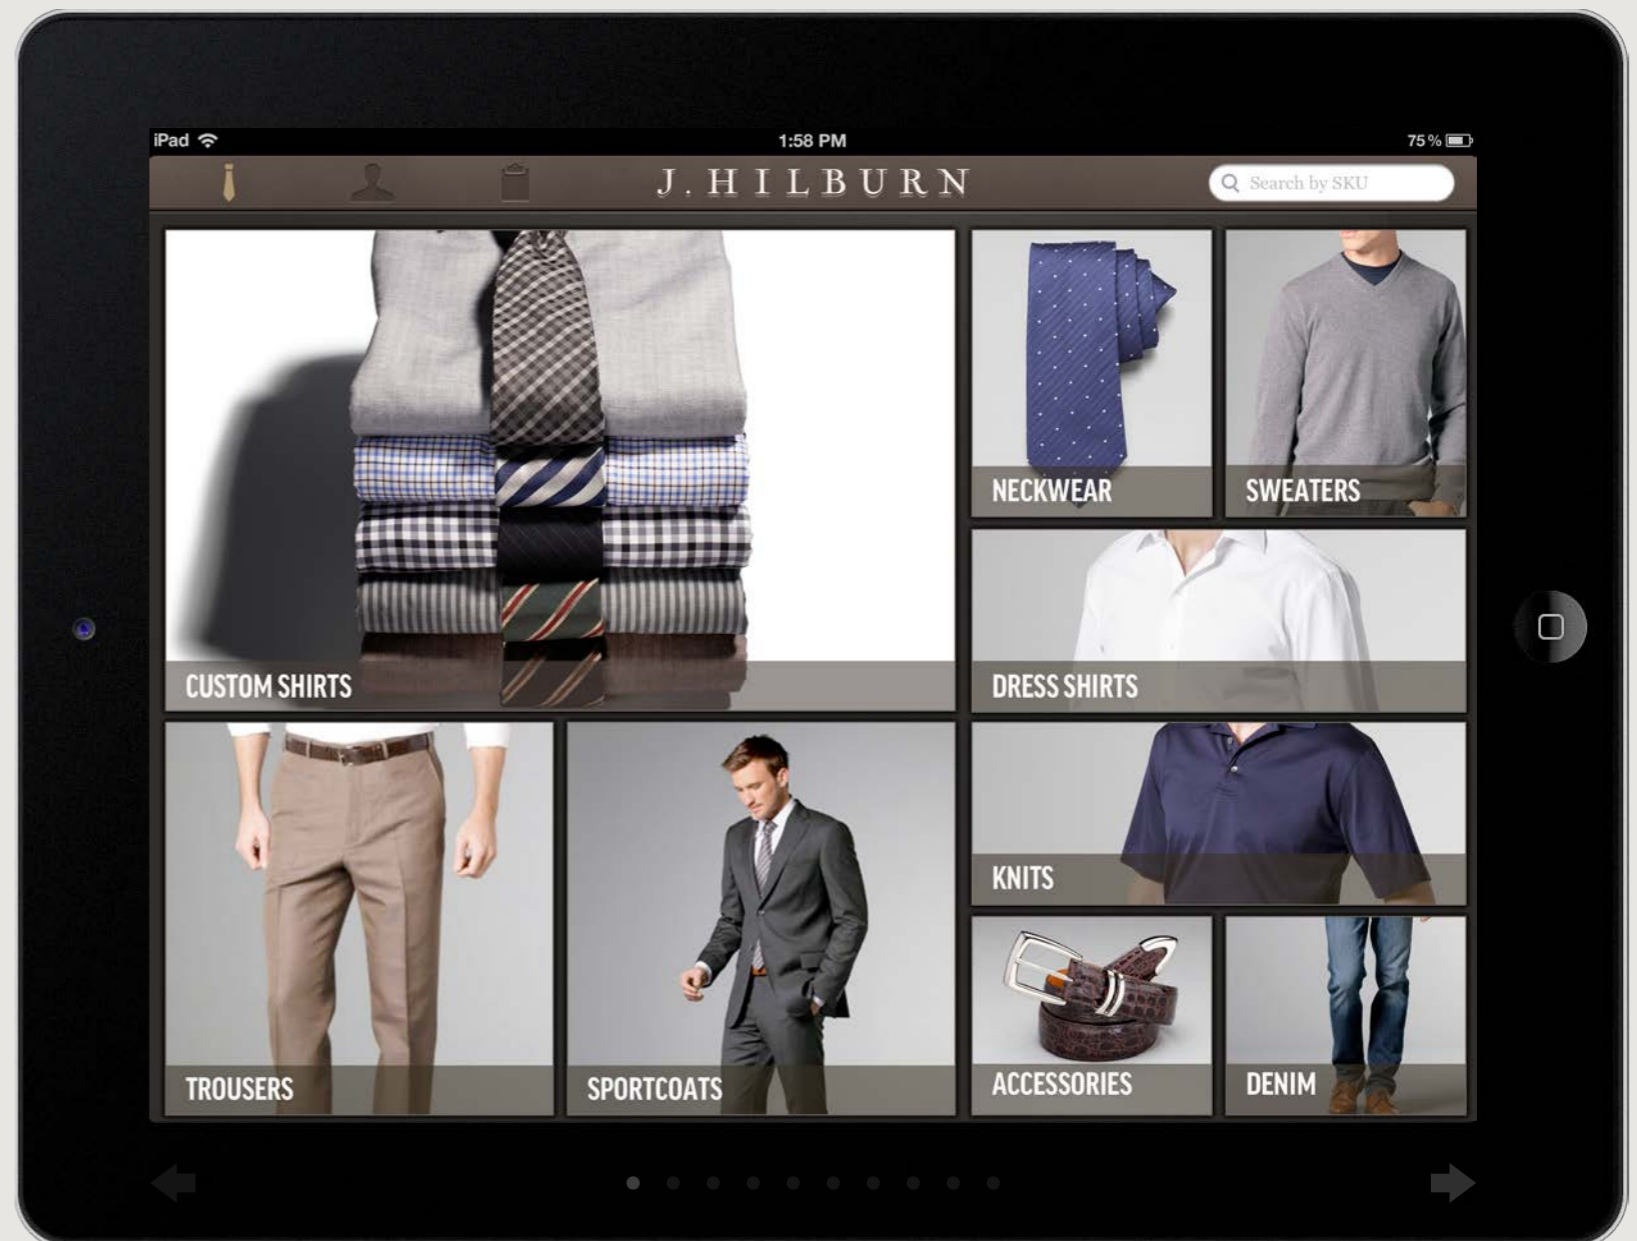 iPad 1:58 PM 75%
J.HILBURN Search by SKU
NECKWEAR SWEATERS
CUSTOM SHIRTS DRESS SHIRTS
KNITS
TROUSERS SPORTCOATS ACCESSORIES DENIM